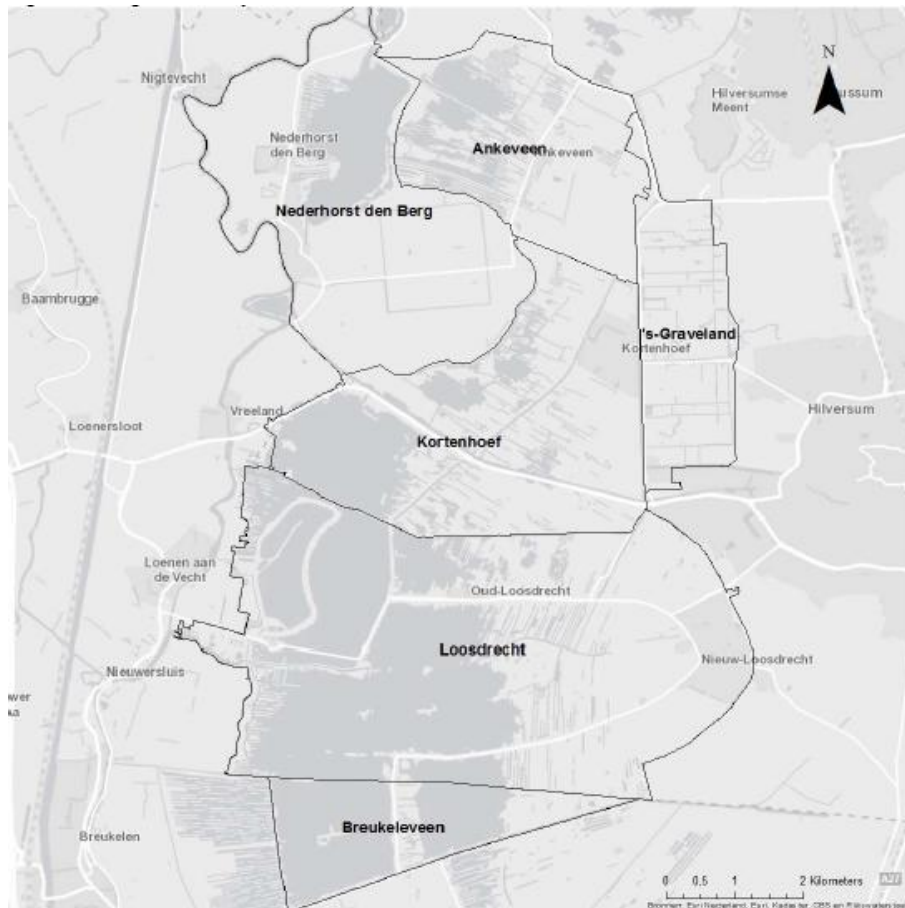 N
Nigtevecht
Hilversumse
Meent
ussum
Nederhorst
den Berg
Ankeveen
Ankeveen
Nederhorst den Berg
Baambrugge
's-Graveland
Kortenhoef
Vreeland
Hilversum
Loenersloot
Kortenhoef
Loenen aan
de Vecht
Oud-Loosdrecht
Loosdrecht
Nieuw-Loosdrecht
Nieuwersluis
Breukeleveen
Breukelen
0 0,5 1 2 Kilometers
A27